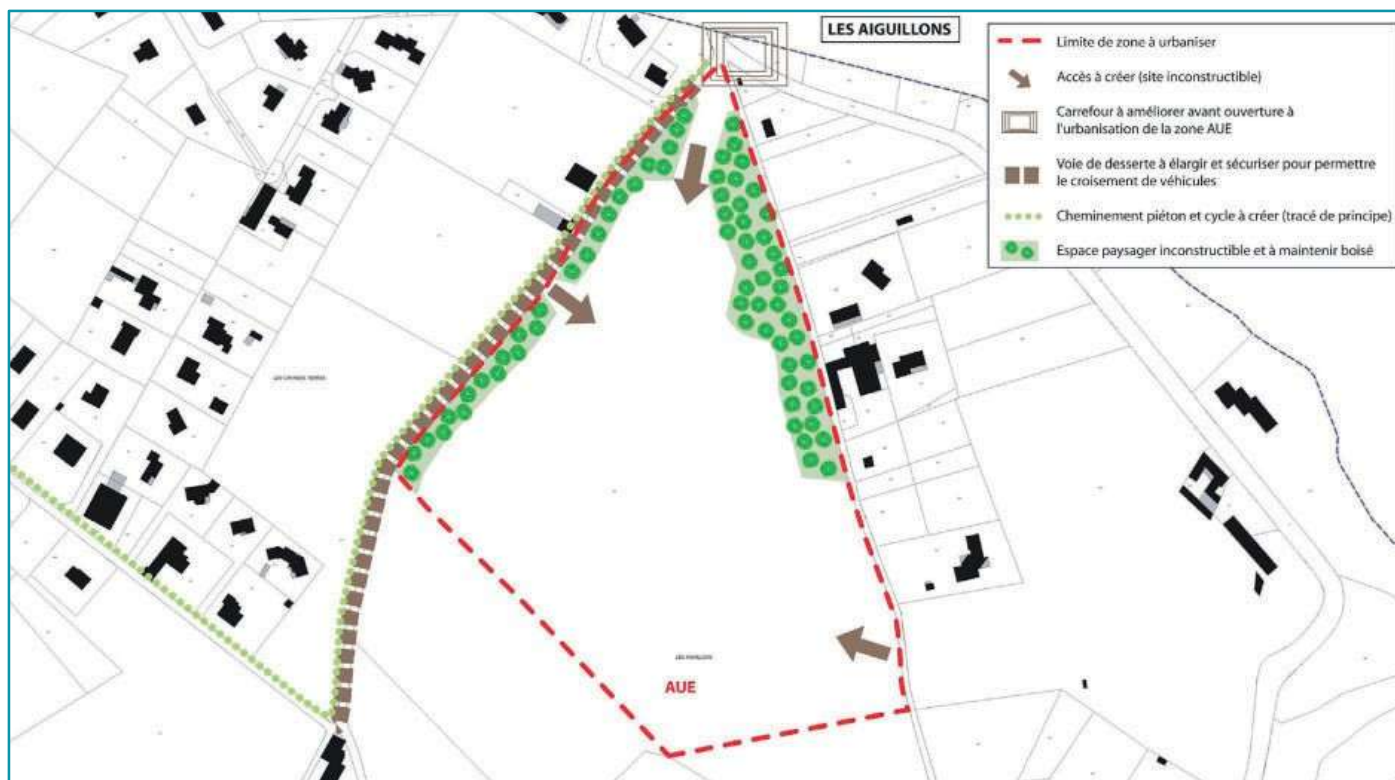 LES AIGUILLONS
Limite de zone à urbaniser
Accès à créer (site inconstructible)
Carrefour à améliorer avant ouverture à
l'urbanisation de la zone AUE
Voie de desserte à élargir et sécuriser pour permettre
le croisement de véhicules
Cheminement piéton et cycle à créer (tracé de principe)
Espace paysager inconstructible et à maintenir boisé
AUE